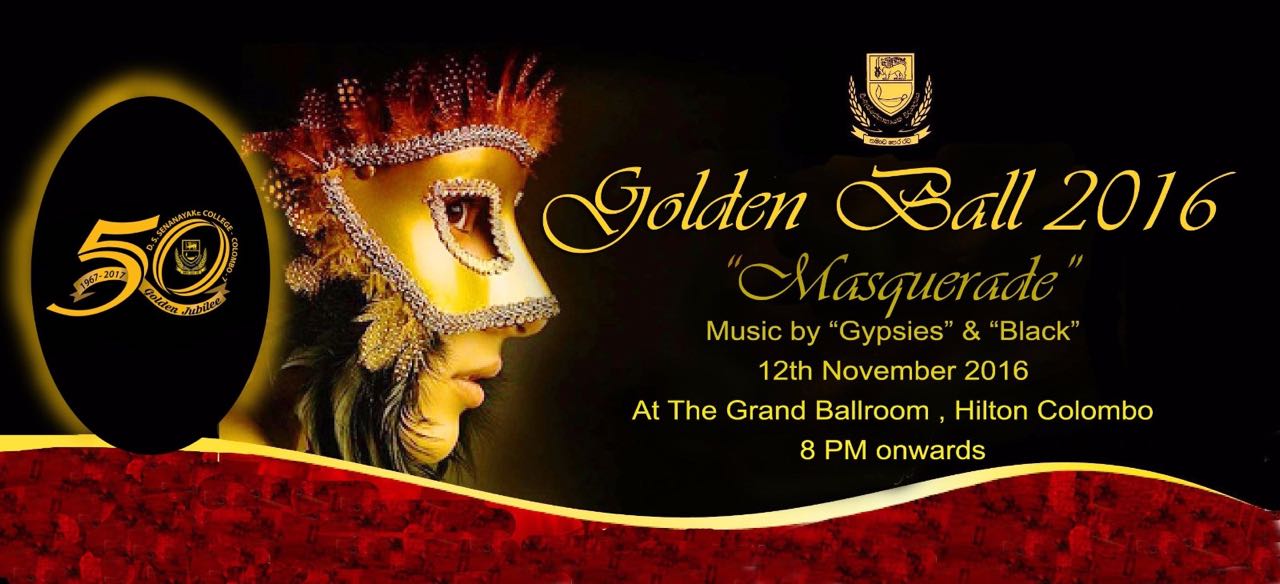 50
D. S. SENANAYAKE COLLEGE - COLOMBO - 7
1967-2017
Golden Jubilee
Golden Ball 2016
“Masquerade”
Music by “Gypsies” & “Black”
12th November 2016
At The Grand Ballroom , Hilton Colombo
8 PM onwards